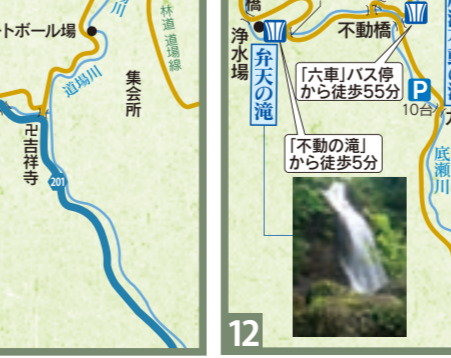 川
林道 道場線
ートボール場
道場川
集会所
卍吉祥寺
201
橋
浄水場
弁天の滝
不動橋
「六車」バス停
から徒歩55分
P
10台
「不動の滝」
から徒歩5分
底瀬川
12